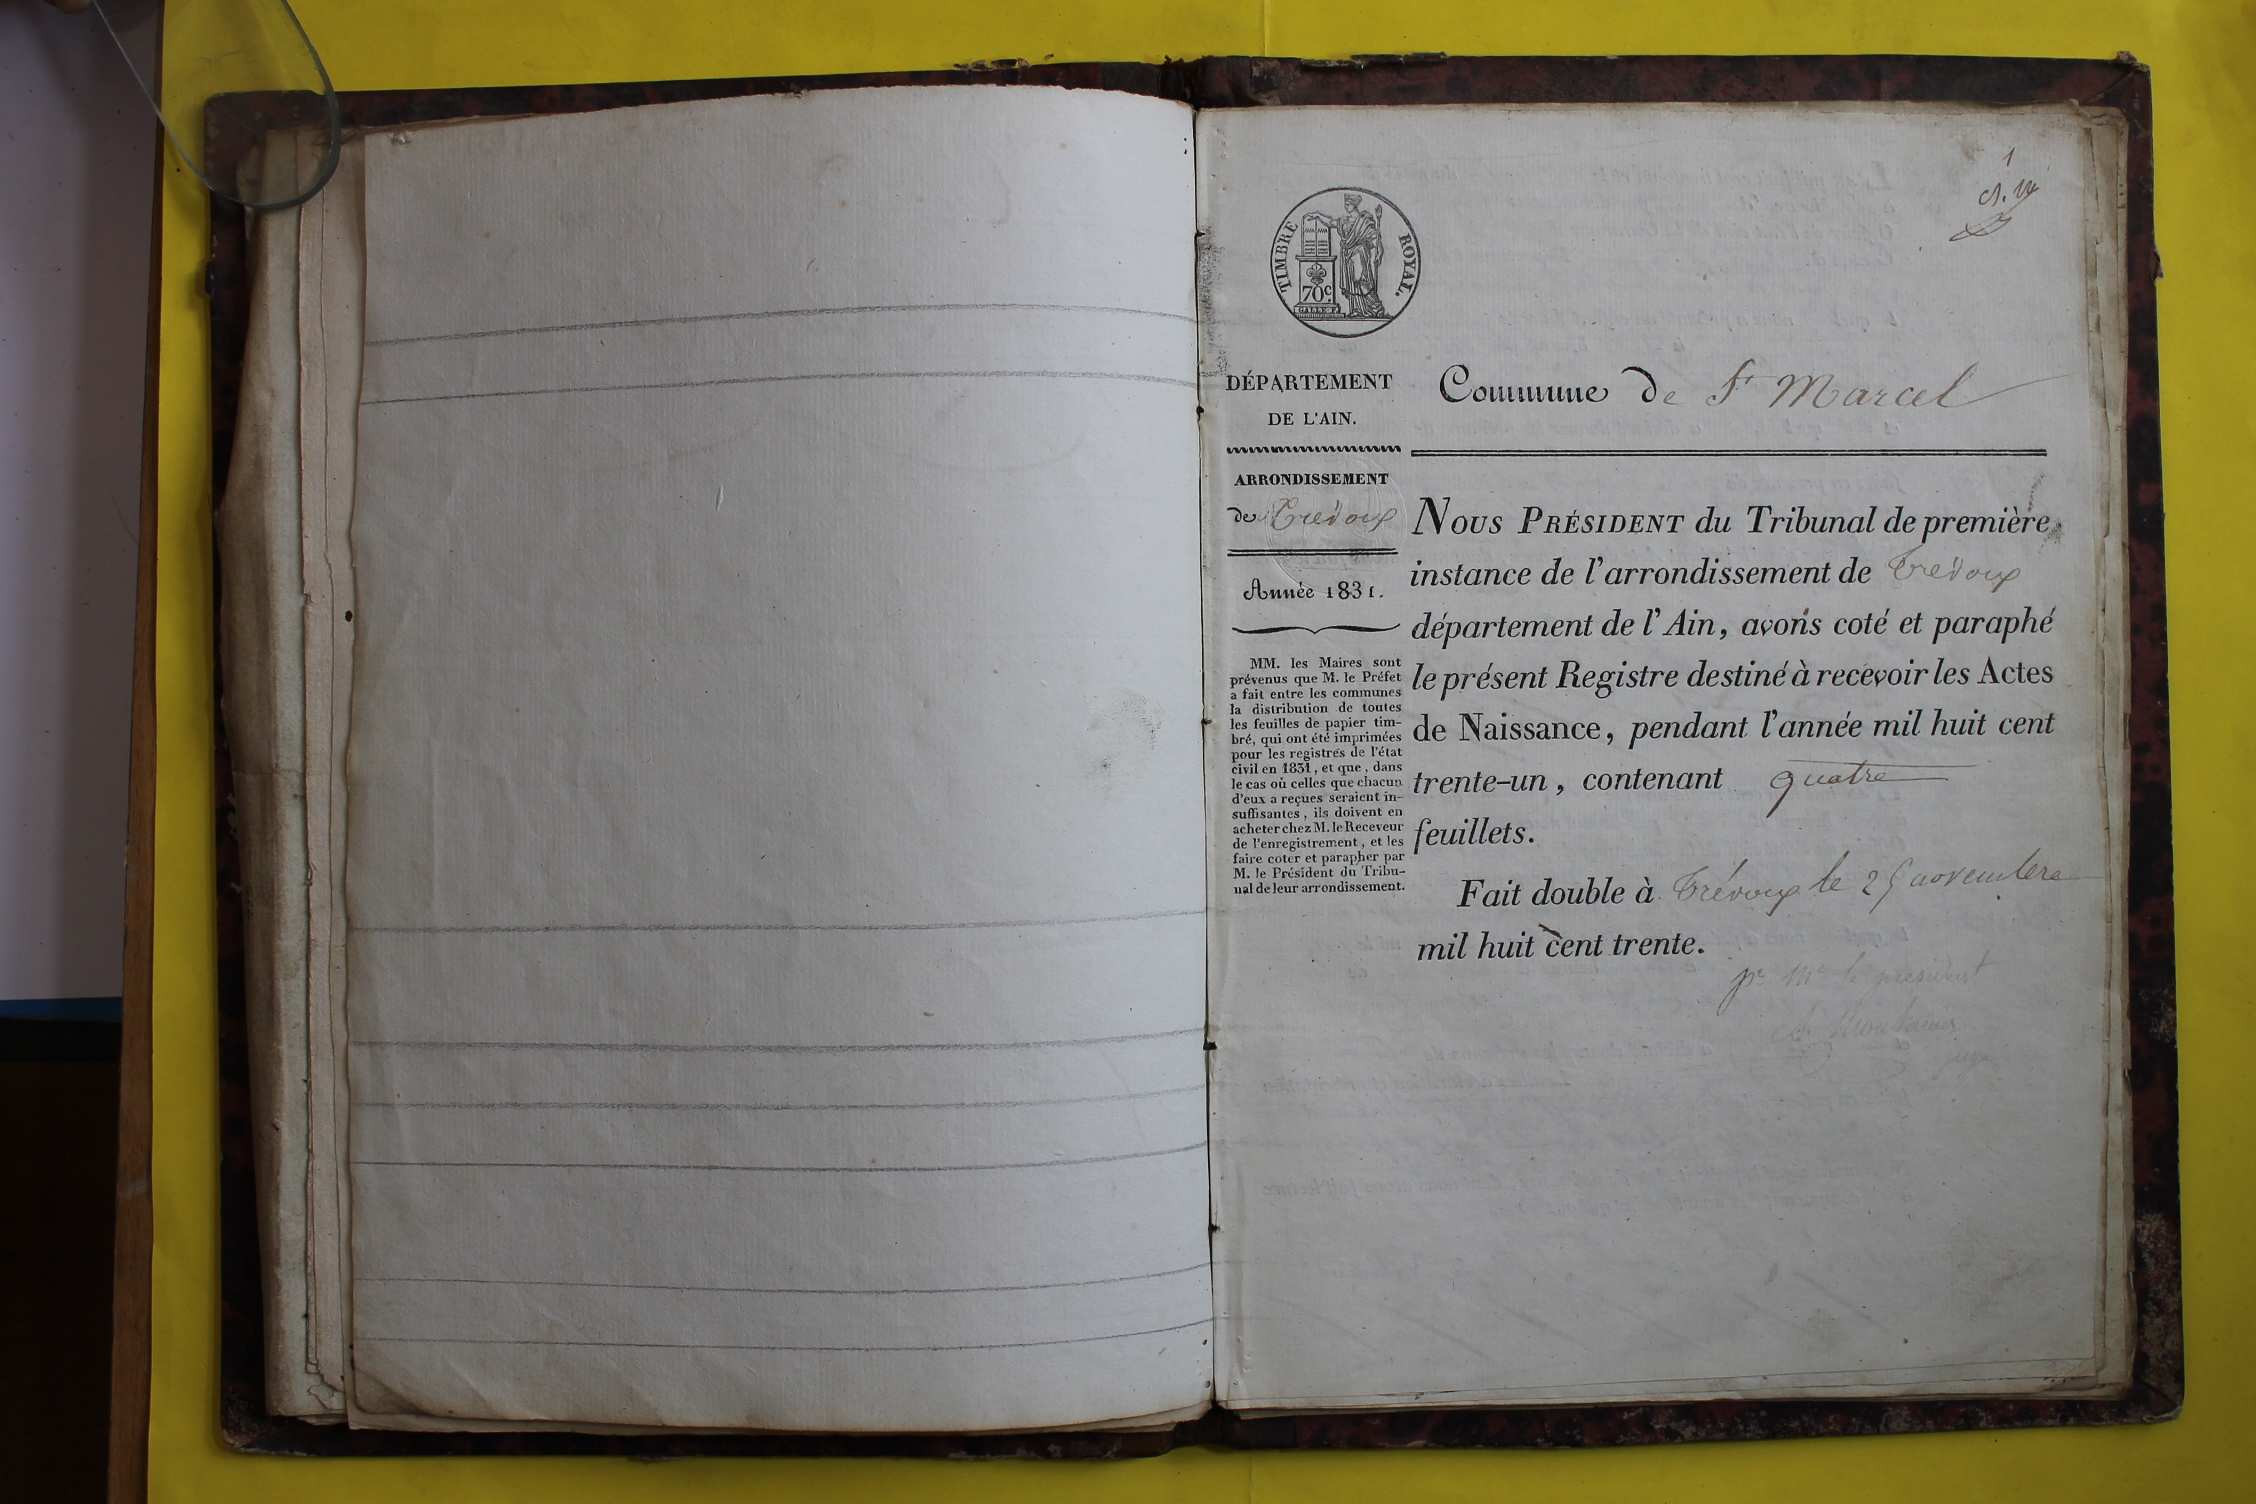 1
TIMBRE ROYAL.
70c.
GALLE F.
DÉPARTEMENT
DE L'AIN.
ARRONDISSEMENT
de Trévoux
Année 1831.
MM. les Maires sont
prévenus que M. le Préfet
a fait entre les communes
la distribution de toutes
les feuilles de papier tim-
bré, qui ont été imprimées
pour les registres de l'état
civil en 1831, et que, dans
le cas où celles que chacun
d'eux a reçues seraient in-
suffisantes, ils doivent en
acheter chez M. le Receveur
de l'enregistrement, et les
faire coter et parapher par
M. le Président du Tribu-
nal de leur arrondissement.
Commune de St Marcel
NOUS PRÉSIDENT du Tribunal de première
instance de l'arrondissement de Trévoux
département de l'Ain, avons coté et paraphé
le présent Registre destiné à recevoir les Actes
de Naissance, pendant l'année mil huit cent
trente-un, contenant quatre
feuillets.
Fait double à Trévoux le 25 novembre
mil huit cent trente.
pr Mr le président
juge